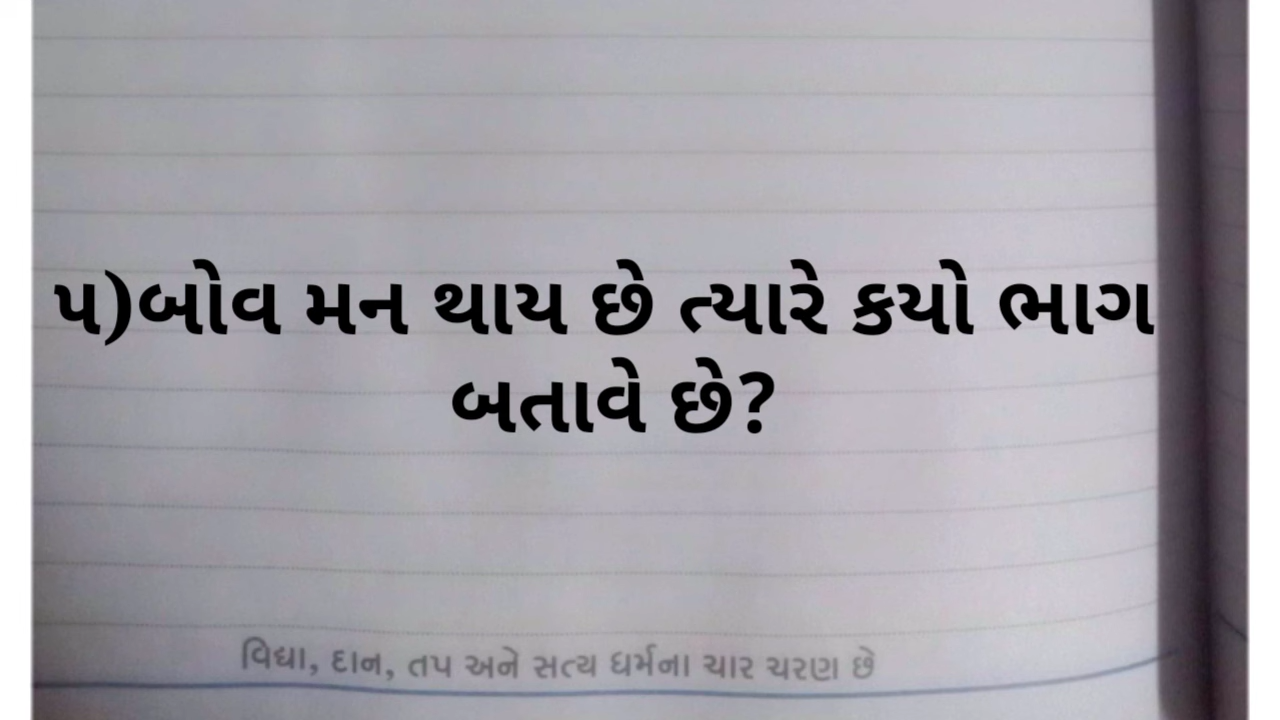 ૫)બોવ મન થાય છે ત્યારે કયો ભાગ
બતાવે છે?
વિદ્યા, દાન, તપ અને સત્ય ધર્મના ચાર ચરણ છે